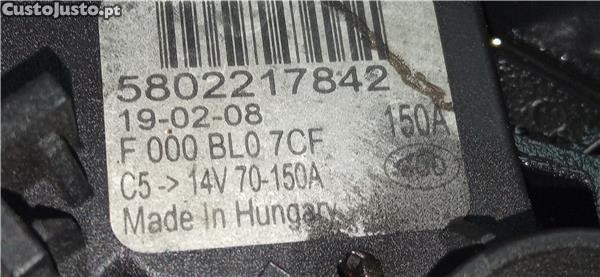 CustoJusto.pt
5802217842
19-02-08
F 000 BL0 7CF
150A
C5-> 14V 70-150A
Made In Hungary